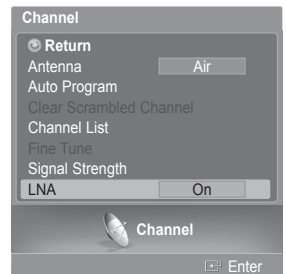 Channel
Return
Antenna Air
Auto Program
Clear Scrambled Channel
Channel List
Fine Tune
Signal Strength
LNA On
Channel
Enter